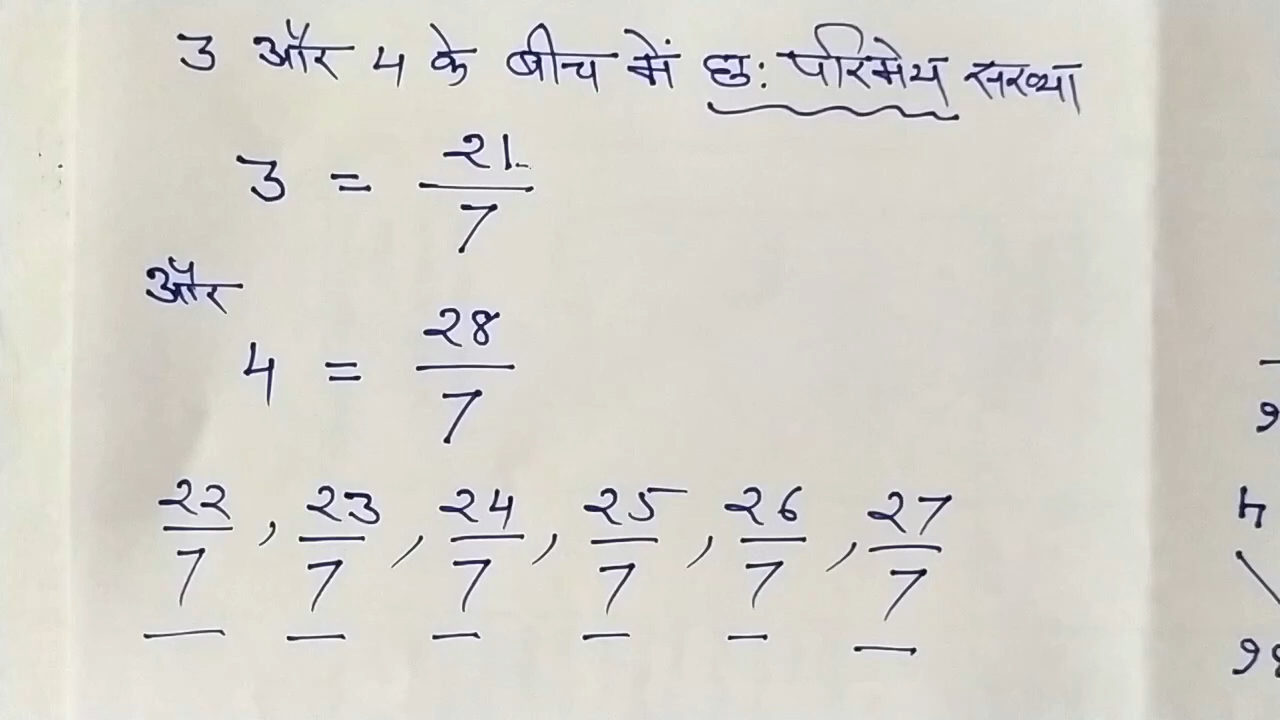 3 और 4 के बीच में छः परिमेय सख्या
3 = 21/7
और
4 = 28/7
22/7, 23/7, 24/7, 25/7, 26/7, 27/7